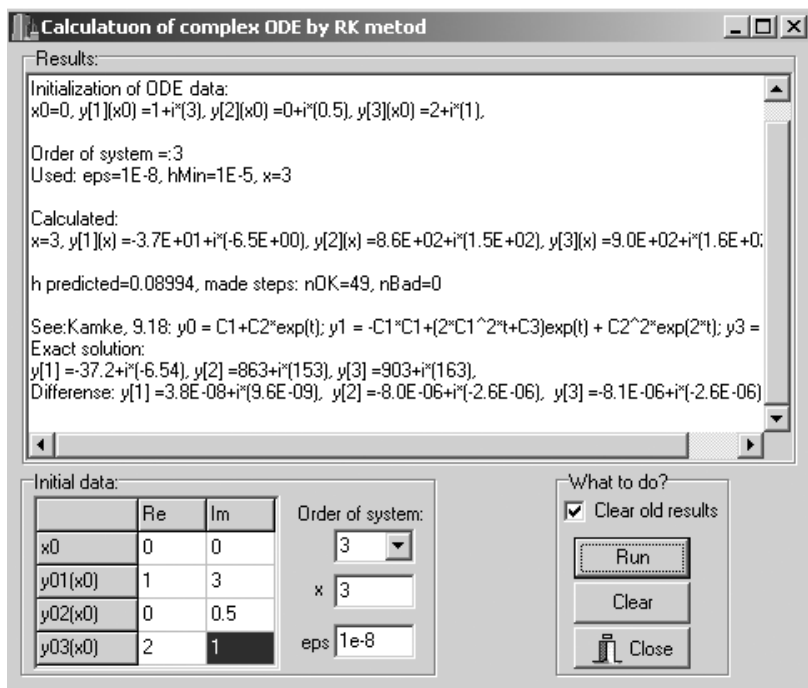 Calculatuon of complex ODE by RK metod
Results:
Initialization of ODE data:
x0=0, y[1](x0) =1+i*(3), y[2](x0) =0+i*(0.5), y[3](x0) =2+i*(1),
Order of system =:3
Used: eps=1E-8, hMin=1E-5, x=3
Calculated:
x=3, y[1](x) =-3.7E+01+i*(-6.5E+00), y[2](x) =8.6E+02+i*(1.5E+02), y[3](x) =9.0E+02+i*(1.6E+02
h predicted=0.08994, made steps: nOK=49, nBad=0
See:Kamke, 9.18: y0 = C1+C2*exp(t); y1 = -C1*C1+(2*C1^2*t+C3)exp(t) + C2^2*exp(2*t); y3 =
Exact solution:
y[1] =-37.2+i*(-6.54), y[2] =863+i*(153), y[3] =903+i*(163),
Differense: y[1] =3.8E-08+i*(9.6E-09), y[2] =-8.0E-06+i*(-2.6E-06), y[3] =-8.1E-06+i*(-2.6E-06)
Initial data:
Re Im
x0 0 0
y01(x0) 1 3
y02(x0) 0 0.5
y03(x0) 2 1
Order of system:
3
x 3
eps 1e-8
What to do?
Clear old results
Run
Clear
Close